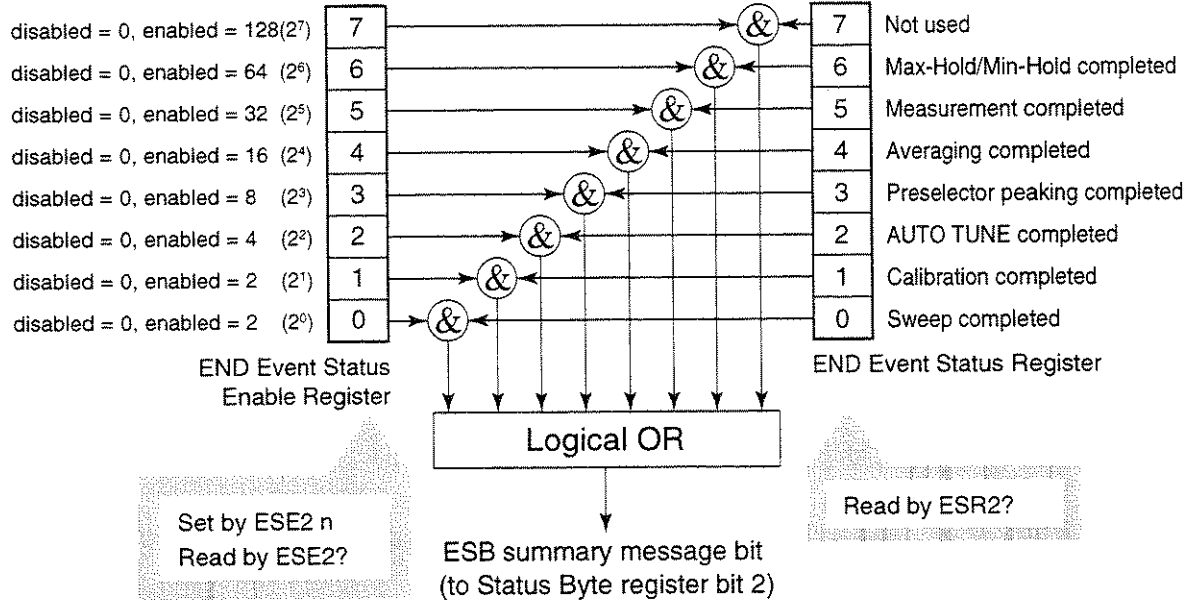 disabled = 0, enabled = 128(2⁷) 7 & 7 Not used
disabled = 0, enabled = 64 (2⁶) 6 & 6 Max-Hold/Min-Hold completed
disabled = 0, enabled = 32 (2⁵) 5 & 5 Measurement completed
disabled = 0, enabled = 16 (2⁴) 4 & 4 Averaging completed
disabled = 0, enabled = 8 (2³) 3 & 3 Preselector peaking completed
disabled = 0, enabled = 4 (2²) 2 & 2 AUTO TUNE completed
disabled = 0, enabled = 2 (2¹) 1 & 1 Calibration completed
disabled = 0, enabled = 2 (2⁰) 0 & 0 Sweep completed
END Event Status
Enable Register
END Event Status Register
Logical OR
Set by ESE2 n
Read by ESE2?
Read by ESR2?
ESB summary message bit
(to Status Byte register bit 2)